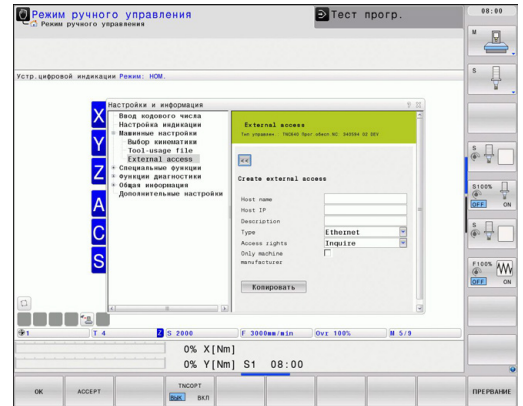 Режим ручного управления
Режим ручного управления
Тест прогр.
08:00
Устр.цифровой индикации Режим: НОМ.
M
S
X
Y
Z
A
C
S
Настройки и информация
Ввод кодового числа
Настройка индикации
Машинные настройки
Выбор кинематики
Tool-usage file
External access
Специальные функции
Функции диагностики
Общая информация
Дополнительные настройки
External access
<<
Create external access
Host name
Host IP
Description
Type Ethernet
Access rights Inquire
Only machine manufacturer
Копировать
S
S100%
OFF ON
S
F100%
OFF ON
1 T 4 Z S 2000 F 3000mm/min Ovr 100% M 5/9
0% X[Nm]
0% Y[Nm] S1 08:00
OK
ACCEPT
TNCOPT
ВЫК ВКЛ
ПРЕРВАНИЕ